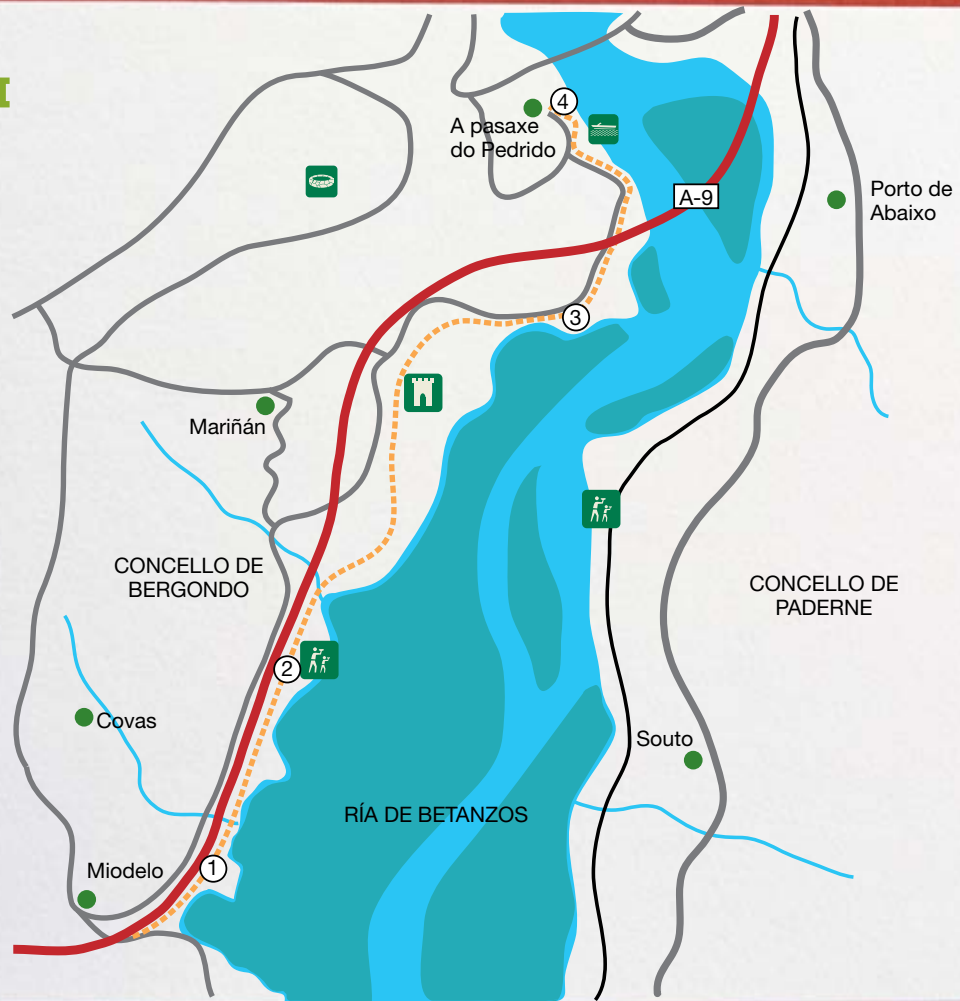 4
A pasaxe
do Pedrido
A-9
Porto de
Abaixo
3
Mariñán
CONCELLO DE
BERGONDO
CONCELLO DE
PADERNE
2
Covas
Souto
RÍA DE BETANZOS
1
Miodelo